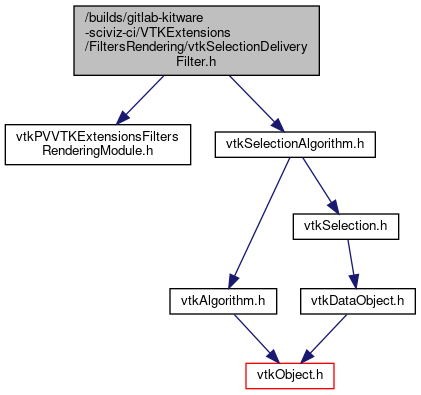 /builds/gitlab-kitware
-sciviz-ci/VTKExtensions
/FiltersRendering/vtkSelectionDelivery
Filter.h
vtkPVVTKExtensionsFilters
RenderingModule.h
vtkSelectionAlgorithm.h
vtkSelection.h
vtkAlgorithm.h
vtkDataObject.h
vtkObject.h